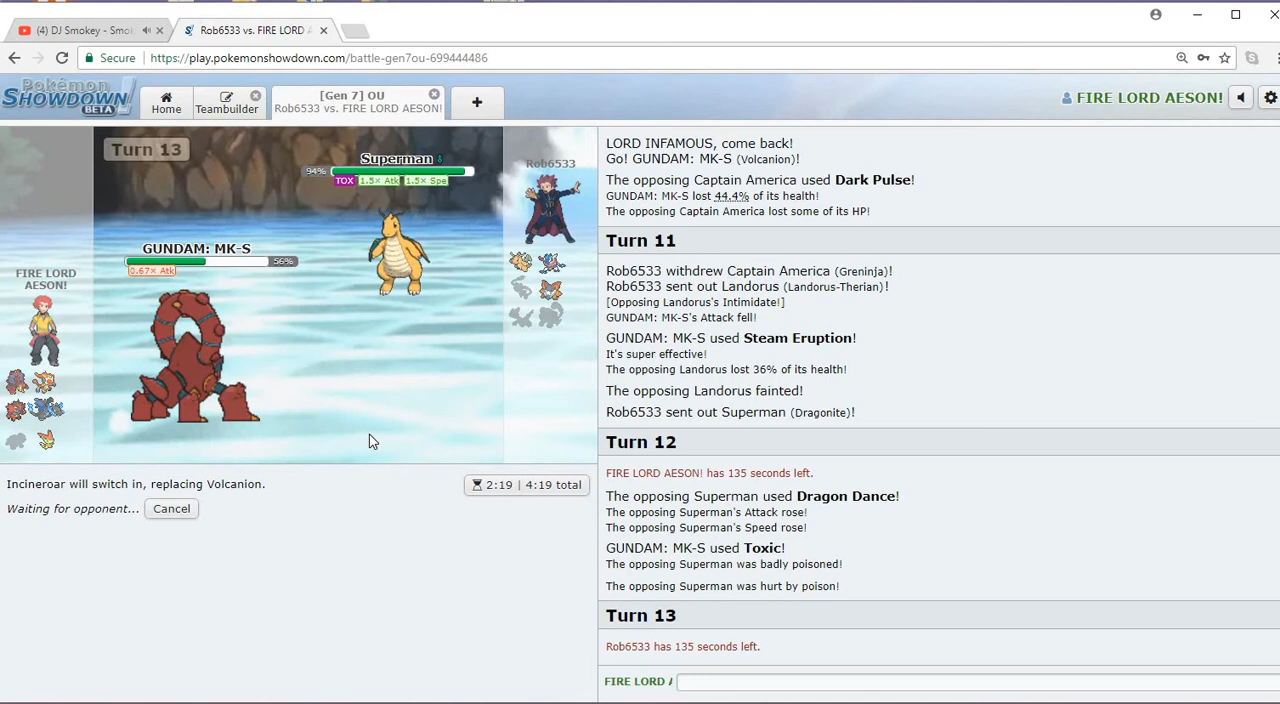 (4) DJ Smokey - Smok
Rob6533 vs. FIRE LORD A
Secure
https://play.pokemonshowdown.com/battle-gen7ou-699444486
Pokémon
SHOWDOWN!
BETA
Home
Teambuilder
[Gen 7] OU
Rob6533 vs. FIRE LORD AESON!
+
FIRE LORD AESON!
Turn 13
Superman
94%
TOX 1.5× Atk 1.5× Spe
Rob6533
GUNDAM: MK-S
56%
0.67× Atk
FIRE LORD
AESON!
Incineroar will switch in, replacing Volcanion.
2:19 | 4:19 total
Waiting for opponent...
Cancel
LORD INFAMOUS, come back!
Go! GUNDAM: MK-S (Volcanion)!
The opposing Captain America used Dark Pulse!
GUNDAM: MK-S lost 44.4% of its health!
The opposing Captain America lost some of its HP!
Turn 11
Rob6533 withdrew Captain America (Greninja)!
Rob6533 sent out Landorus (Landorus-Therian)!
[Opposing Landorus's Intimidate!]
GUNDAM: MK-S's Attack fell!
GUNDAM: MK-S used Steam Eruption!
It's super effective!
The opposing Landorus lost 36% of its health!
The opposing Landorus fainted!
Rob6533 sent out Superman (Dragonite)!
Turn 12
FIRE LORD AESON! has 135 seconds left.
The opposing Superman used Dragon Dance!
The opposing Superman's Attack rose!
The opposing Superman's Speed rose!
GUNDAM: MK-S used Toxic!
The opposing Superman was badly poisoned!
The opposing Superman was hurt by poison!
Turn 13
Rob6533 has 135 seconds left.
FIRE LORD A